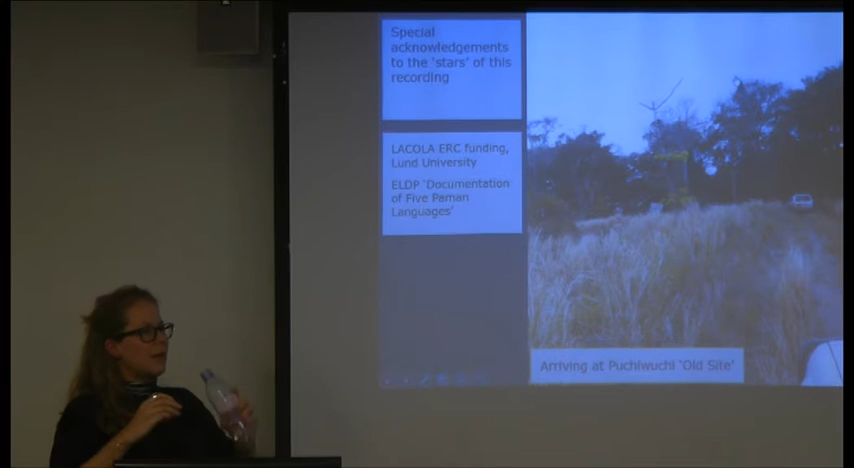 Special
acknowledgements
to the 'stars' of this
recording
LACOLA ERC funding,
Lund University
ELDP 'Documentation
of Five Paman
Languages'
Arriving at Puchiwuchi 'Old Site'